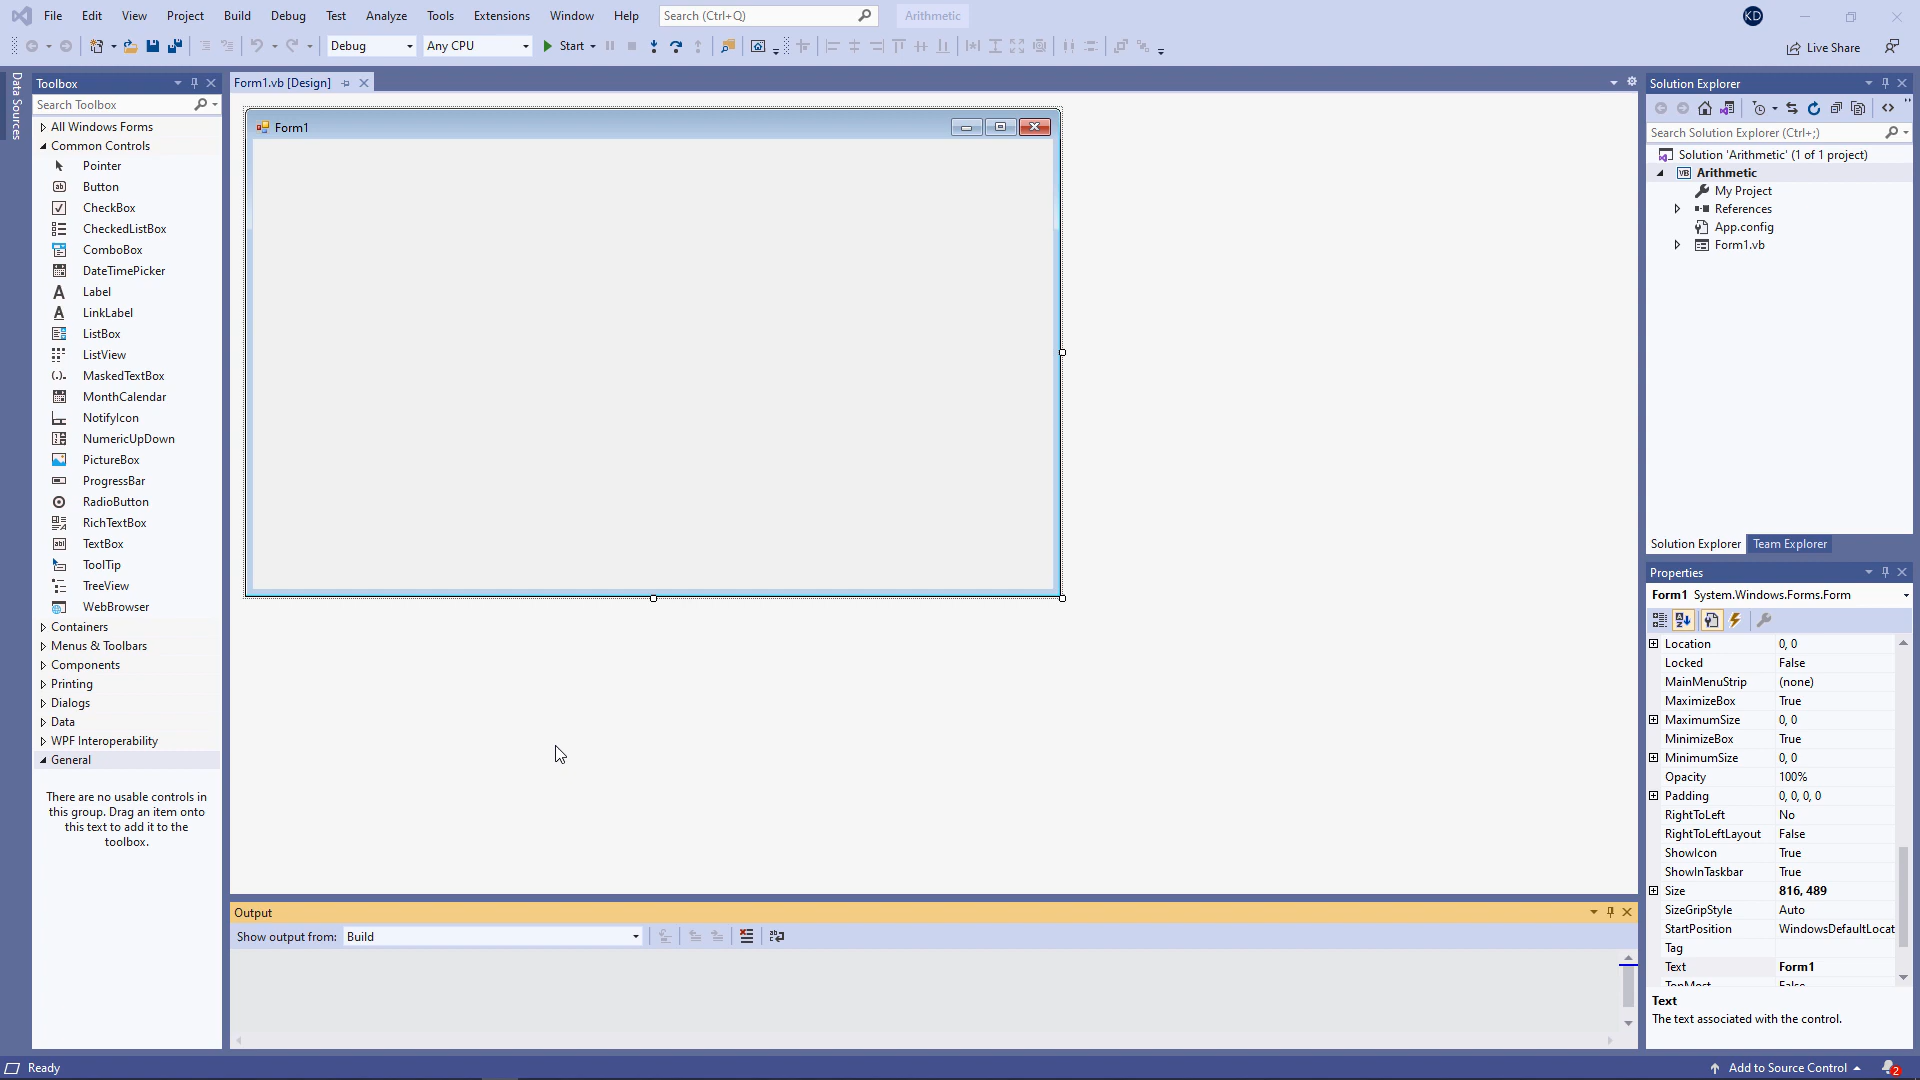 File Edit View Project Build Debug Test Analyze Tools Extensions Window Help Search (Ctrl+Q) Arithmetic KD
Debug Any CPU Start Live Share
Data Sources
Toolbox
Search Toolbox
All Windows Forms
Common Controls
Pointer
Button
CheckBox
CheckedListBox
ComboBox
DateTimePicker
Label
LinkLabel
ListBox
ListView
MaskedTextBox
MonthCalendar
NotifyIcon
NumericUpDown
PictureBox
ProgressBar
RadioButton
RichTextBox
TextBox
ToolTip
TreeView
WebBrowser
Containers
Menus & Toolbars
Components
Printing
Dialogs
Data
WPF Interoperability
General
There are no usable controls in
this group. Drag an item onto
this text to add it to the
toolbox.
Form1.vb [Design]
Form1
Output
Show output from: Build
Solution Explorer
Search Solution Explorer (Ctrl+;)
Solution 'Arithmetic' (1 of 1 project)
VB Arithmetic
My Project
References
App.config
Form1.vb
Solution Explorer Team Explorer
Properties
Form1 System.Windows.Forms.Form
Location 0, 0
Locked False
MainMenuStrip (none)
MaximizeBox True
MaximumSize 0, 0
MinimizeBox True
MinimumSize 0, 0
Opacity 100%
Padding 0, 0, 0, 0
RightToLeft No
RightToLeftLayout False
ShowIcon True
ShowInTaskbar True
Size 816, 489
SizeGripStyle Auto
StartPosition WindowsDefaultLocat
Tag
Text Form1
TopMost False
Text
The text associated with the control.
Ready Add to Source Control 2